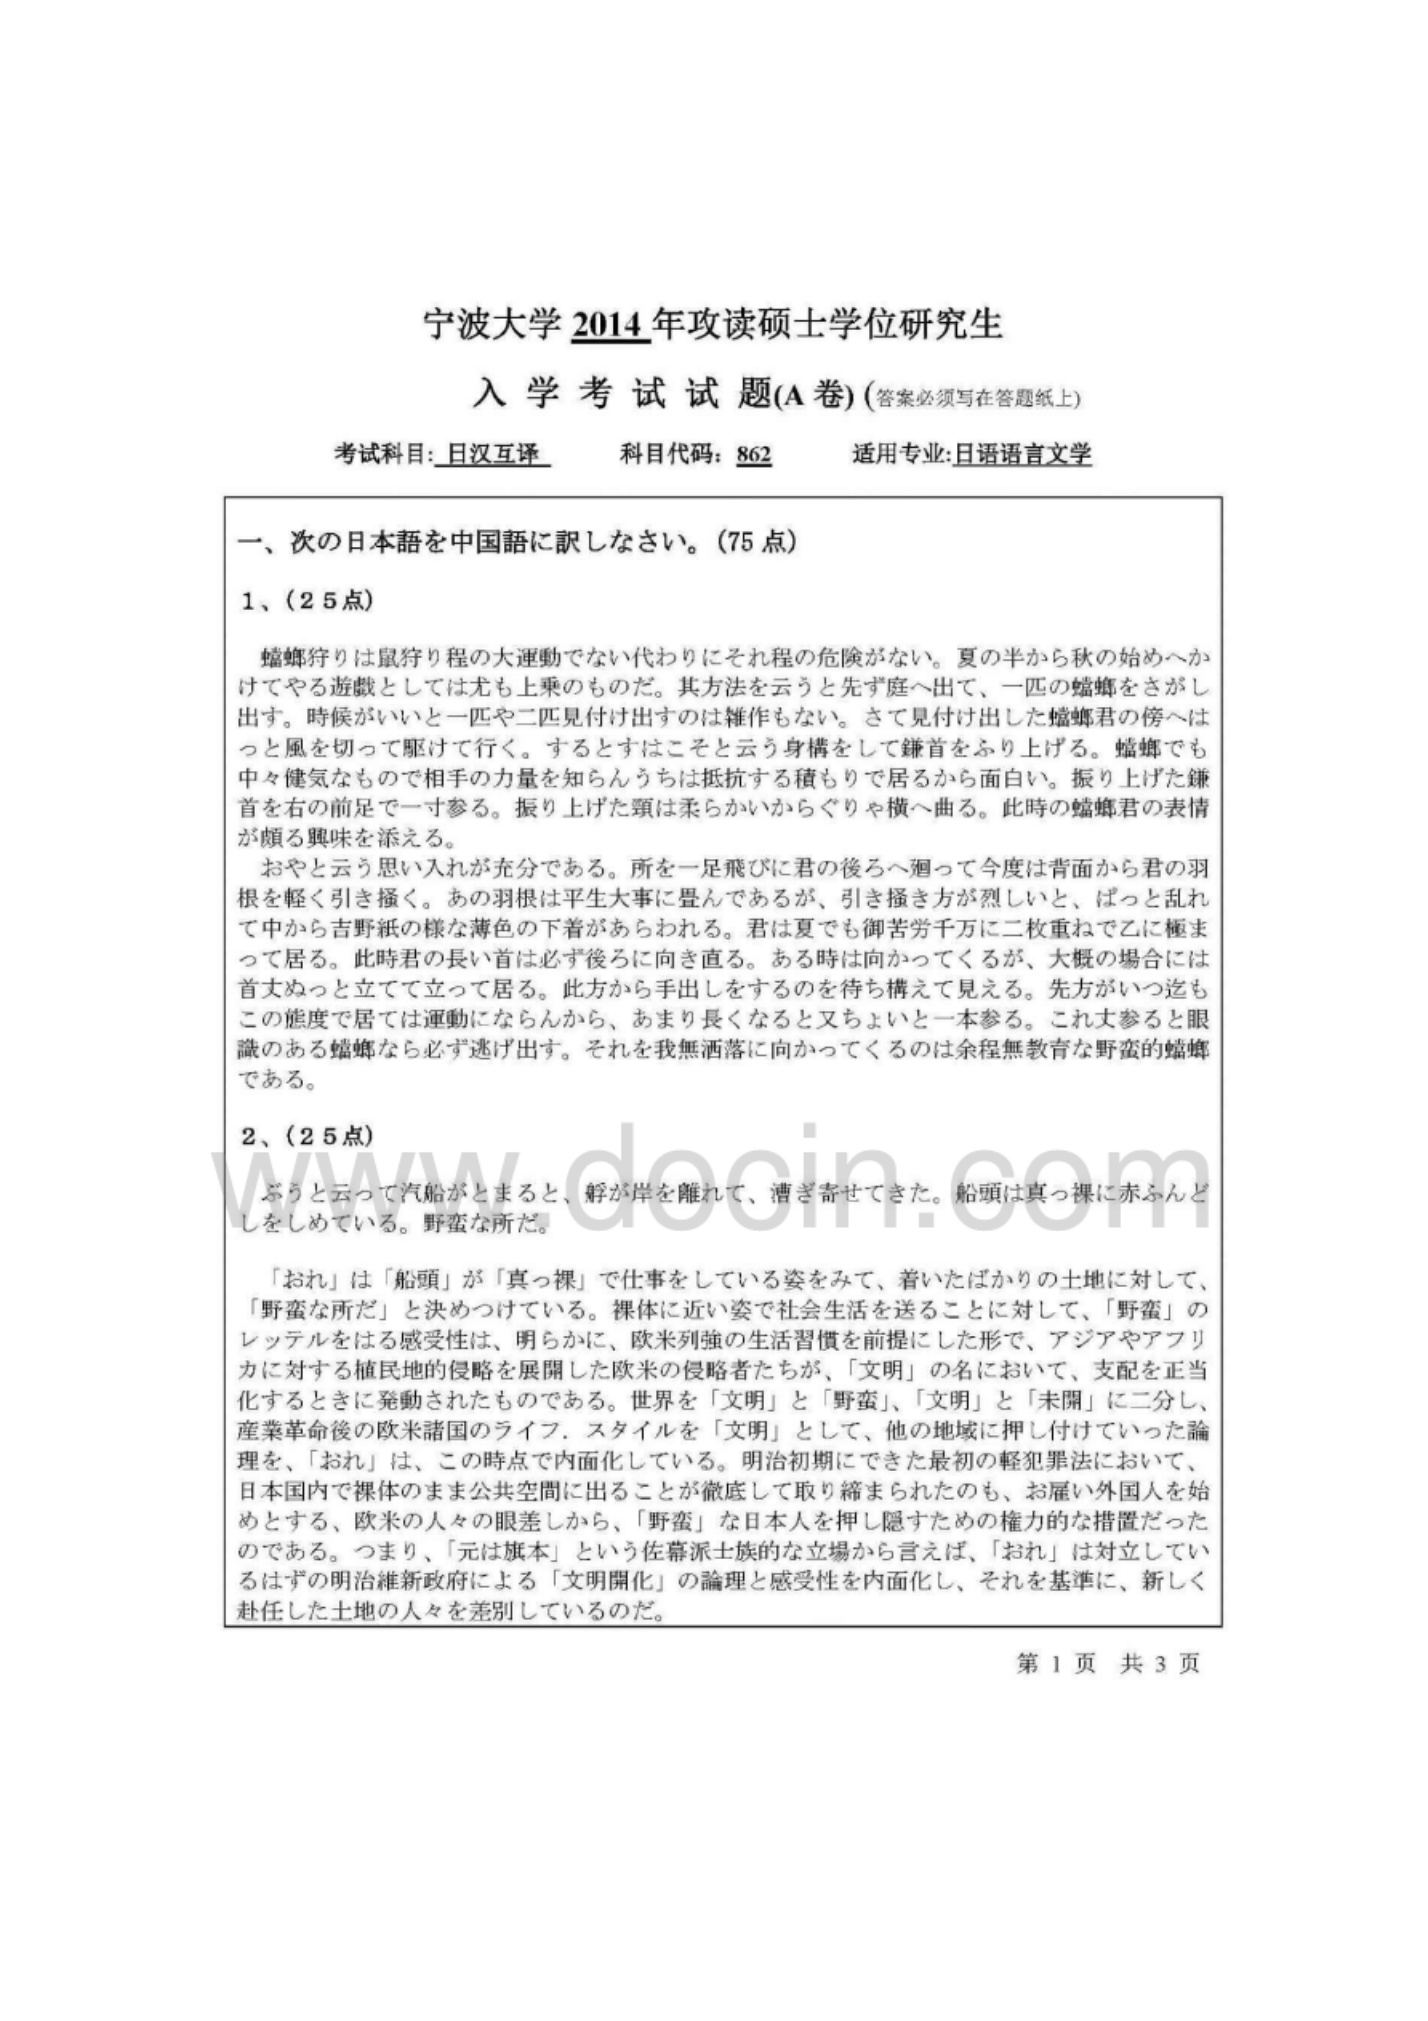 宁波大学 2014 年攻读硕士学位研究生
入 学 考 试 试 题(A 卷) (答案必须写在答题纸上)
考试科目: 日汉互译 科目代码：862 适用专业:日语语言文学
一、次の日本語を中国語に訳しなさい。（75 点）
1、（２５点）
蟷螂狩りは鼠狩り程の大運動でない代わりにそれ程の危険がない。夏の半から秋の始めへか
けてやる遊戯としては尤も上乗のものだ。其方法を云うと先ず庭へ出て、一匹の蟷螂をさがし
出す。時候がいいと一匹や二匹見付け出すのは雑作もない。さて見付け出した蟷螂君の傍へは
っと風を切って駆けて行く。するとすはこそと云う身構をして鎌首をふり上げる。蟷螂でも
中々健気なもので相手の力量を知らんうちは抵抗する積もりで居るから面白い。振り上げた鎌
首を右の前足で一寸参る。振り上げた頸は柔らかいからぐりゃ横へ曲る。此時の蟷螂君の表情
が頗る興味を添える。
おやと云う思い入れが充分である。所を一足飛びに君の後ろへ廻って今度は背面から君の羽
根を軽く引き掻く。あの羽根は平生大事に畳んであるが、引き掻き方が烈しいと、ぱっと乱れ
て中から吉野紙の様な薄色の下着があらわれる。君は夏でも御苦労千万に二枚重ねで乙に極ま
って居る。此時君の長い首は必ず後ろに向き直る。ある時は向かってくるが、大概の場合には
首丈ぬっと立てて立って居る。此方から手出しをするのを待ち構えて見える。先方がいつ迄も
この態度で居ては運動にならんから、あまり長くなると又ちょいと一本参る。これ丈参ると眼
識のある蟷螂なら必ず逃げ出す。それを我無洒落に向かってくるのは余程無教育な野蛮的蟷螂
である。
2、（２５点）
ぶうと云って汽船がとまると、艀が岸を離れて、漕ぎ寄せてきた。船頭は真っ裸に赤ふんど
しをしめている。野蛮な所だ。
「おれ」は「船頭」が「真っ裸」で仕事をしている姿をみて、着いたばかりの土地に対して、
「野蛮な所だ」と決めつけている。裸体に近い姿で社会生活を送ることに対して、「野蛮」の
レッテルをはる感受性は、明らかに、欧米列強の生活習慣を前提にした形で、アジアやアフリ
カに対する植民地的侵略を展開した欧米の侵略者たちが、「文明」の名において、支配を正当
化するときに発動されたものである。世界を「文明」と「野蛮」、「文明」と「未開」に二分し、
産業革命後の欧米諸国のライフ．スタイルを「文明」として、他の地域に押し付けていった論
理を、「おれ」は、この時点で内面化している。明治初期にできた最初の軽犯罪法において、
日本国内で裸体のまま公共空間に出ることが徹底して取り締まられたのも、お雇い外国人を始
めとする、欧米の人々の眼差しから、「野蛮」な日本人を押し隠すための権力的な措置だった
のである。つまり、「元は旗本」という佐幕派士族的な立場から言えば、「おれ」は対立してい
るはずの明治維新政府による「文明開化」の論理と感受性を内面化し、それを基準に、新しく
赴任した土地の人々を差別しているのだ。
www.docin.com
第 1 页 共 3 页